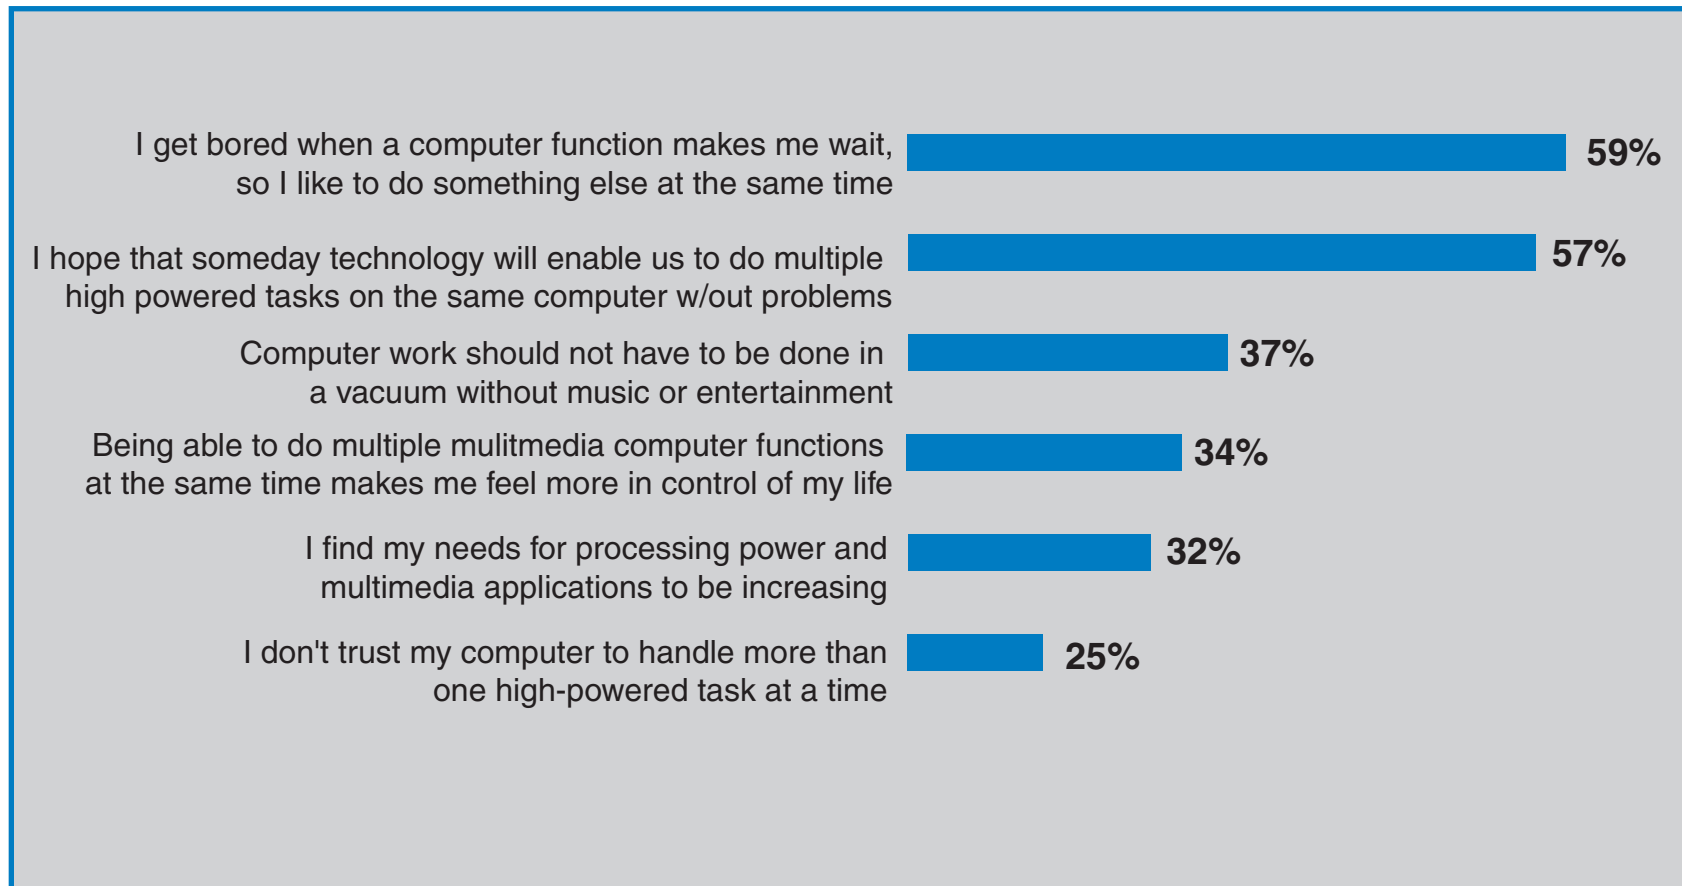 I get bored when a computer function makes me wait,
so I like to do something else at the same time
59%
I hope that someday technology will enable us to do multiple
high powered tasks on the same computer w/out problems
57%
Computer work should not have to be done in
a vacuum without music or entertainment
37%
Being able to do multiple mulitmedia computer functions
at the same time makes me feel more in control of my life
34%
I find my needs for processing power and
multimedia applications to be increasing
32%
I don't trust my computer to handle more than
one high-powered task at a time
25%